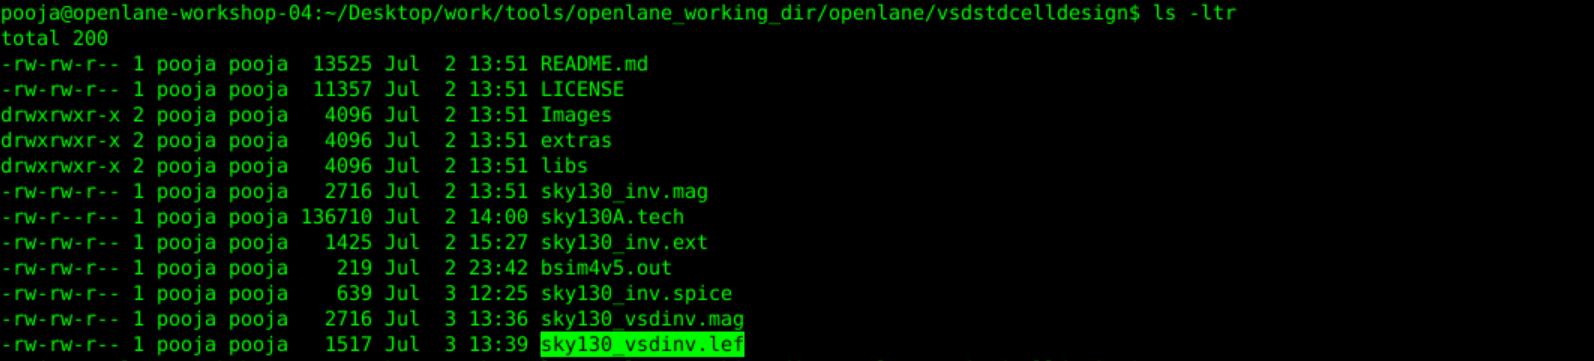 pooja@openlane-workshop-04:~/Desktop/work/tools/openlane_working_dir/openlane/vsdstdcelldesign$ ls -ltr
total 200
-rw-rw-r-- 1 pooja pooja  13525 Jul  2 13:51 README.md
-rw-rw-r-- 1 pooja pooja  11357 Jul  2 13:51 LICENSE
drwxrwxr-x 2 pooja pooja   4096 Jul  2 13:51 Images
drwxrwxr-x 2 pooja pooja   4096 Jul  2 13:51 extras
drwxrwxr-x 2 pooja pooja   4096 Jul  2 13:51 libs
-rw-rw-r-- 1 pooja pooja   2716 Jul  2 13:51 sky130_inv.mag
-rw-r--r-- 1 pooja pooja 136710 Jul  2 14:00 sky130A.tech
-rw-rw-r-- 1 pooja pooja   1425 Jul  2 15:27 sky130_inv.ext
-rw-rw-r-- 1 pooja pooja    219 Jul  2 23:42 bsim4v5.out
-rw-rw-r-- 1 pooja pooja    639 Jul  3 12:25 sky130_inv.spice
-rw-rw-r-- 1 pooja pooja   2716 Jul  3 13:36 sky130_vsdinv.mag
-rw-rw-r-- 1 pooja pooja   1517 Jul  3 13:39 sky130_vsdinv.lef